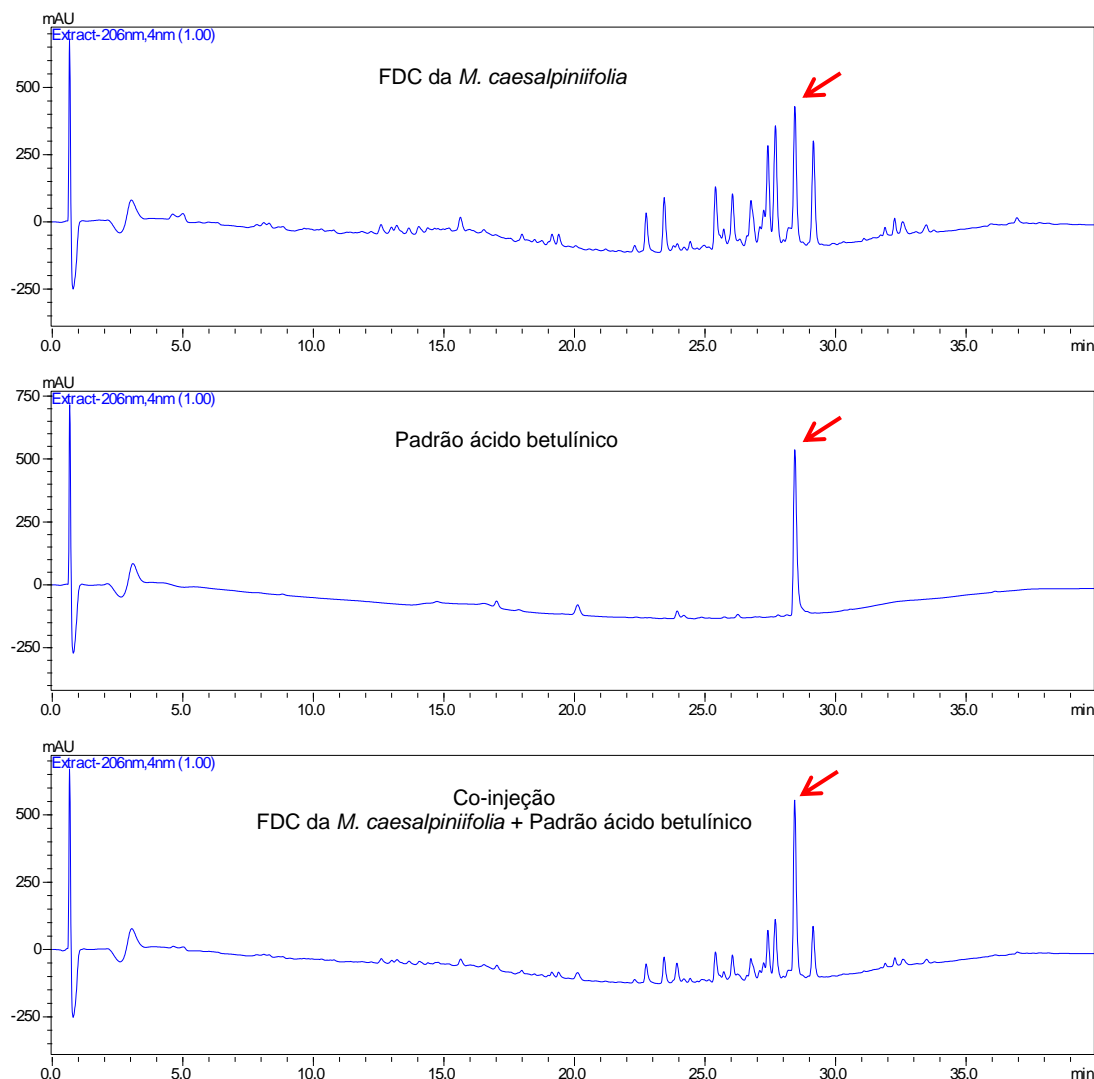 mAU
Extract-206nm,4nm (1.00)
FDC da M. caesalpiniifolia
500
250
0
-250
0.0 5.0 10.0 15.0 20.0 25.0 30.0 35.0 min
mAU
750
Extract-206nm,4nm (1.00)
Padrão ácido betulínico
500
250
0
-250
0.0 5.0 10.0 15.0 20.0 25.0 30.0 35.0 min
mAU
Extract-206nm,4nm (1.00)
Co-injeção
500
FDC da M. caesalpiniifolia + Padrão ácido betulínico
250
0
-250
0.0 5.0 10.0 15.0 20.0 25.0 30.0 35.0 min